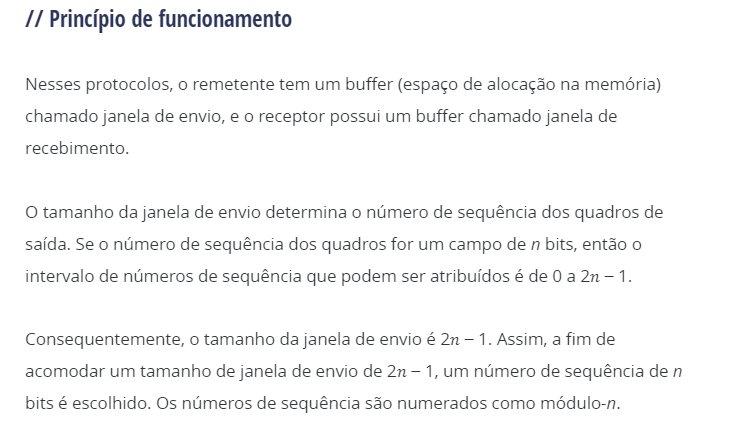 // Princípio de funcionamento
Nesses protocolos, o remetente tem um buffer (espaço de alocação na memória)
chamado janela de envio, e o receptor possui um buffer chamado janela de
recebimento.
O tamanho da janela de envio determina o número de sequência dos quadros de
saída. Se o número de sequência dos quadros for um campo de n bits, então o
intervalo de números de sequência que podem ser atribuídos é de 0 a 2n − 1.
Consequentemente, o tamanho da janela de envio é 2n − 1. Assim, a fim de
acomodar um tamanho de janela de envio de 2n − 1, um número de sequência de n
bits é escolhido. Os números de sequência são numerados como módulo-n.